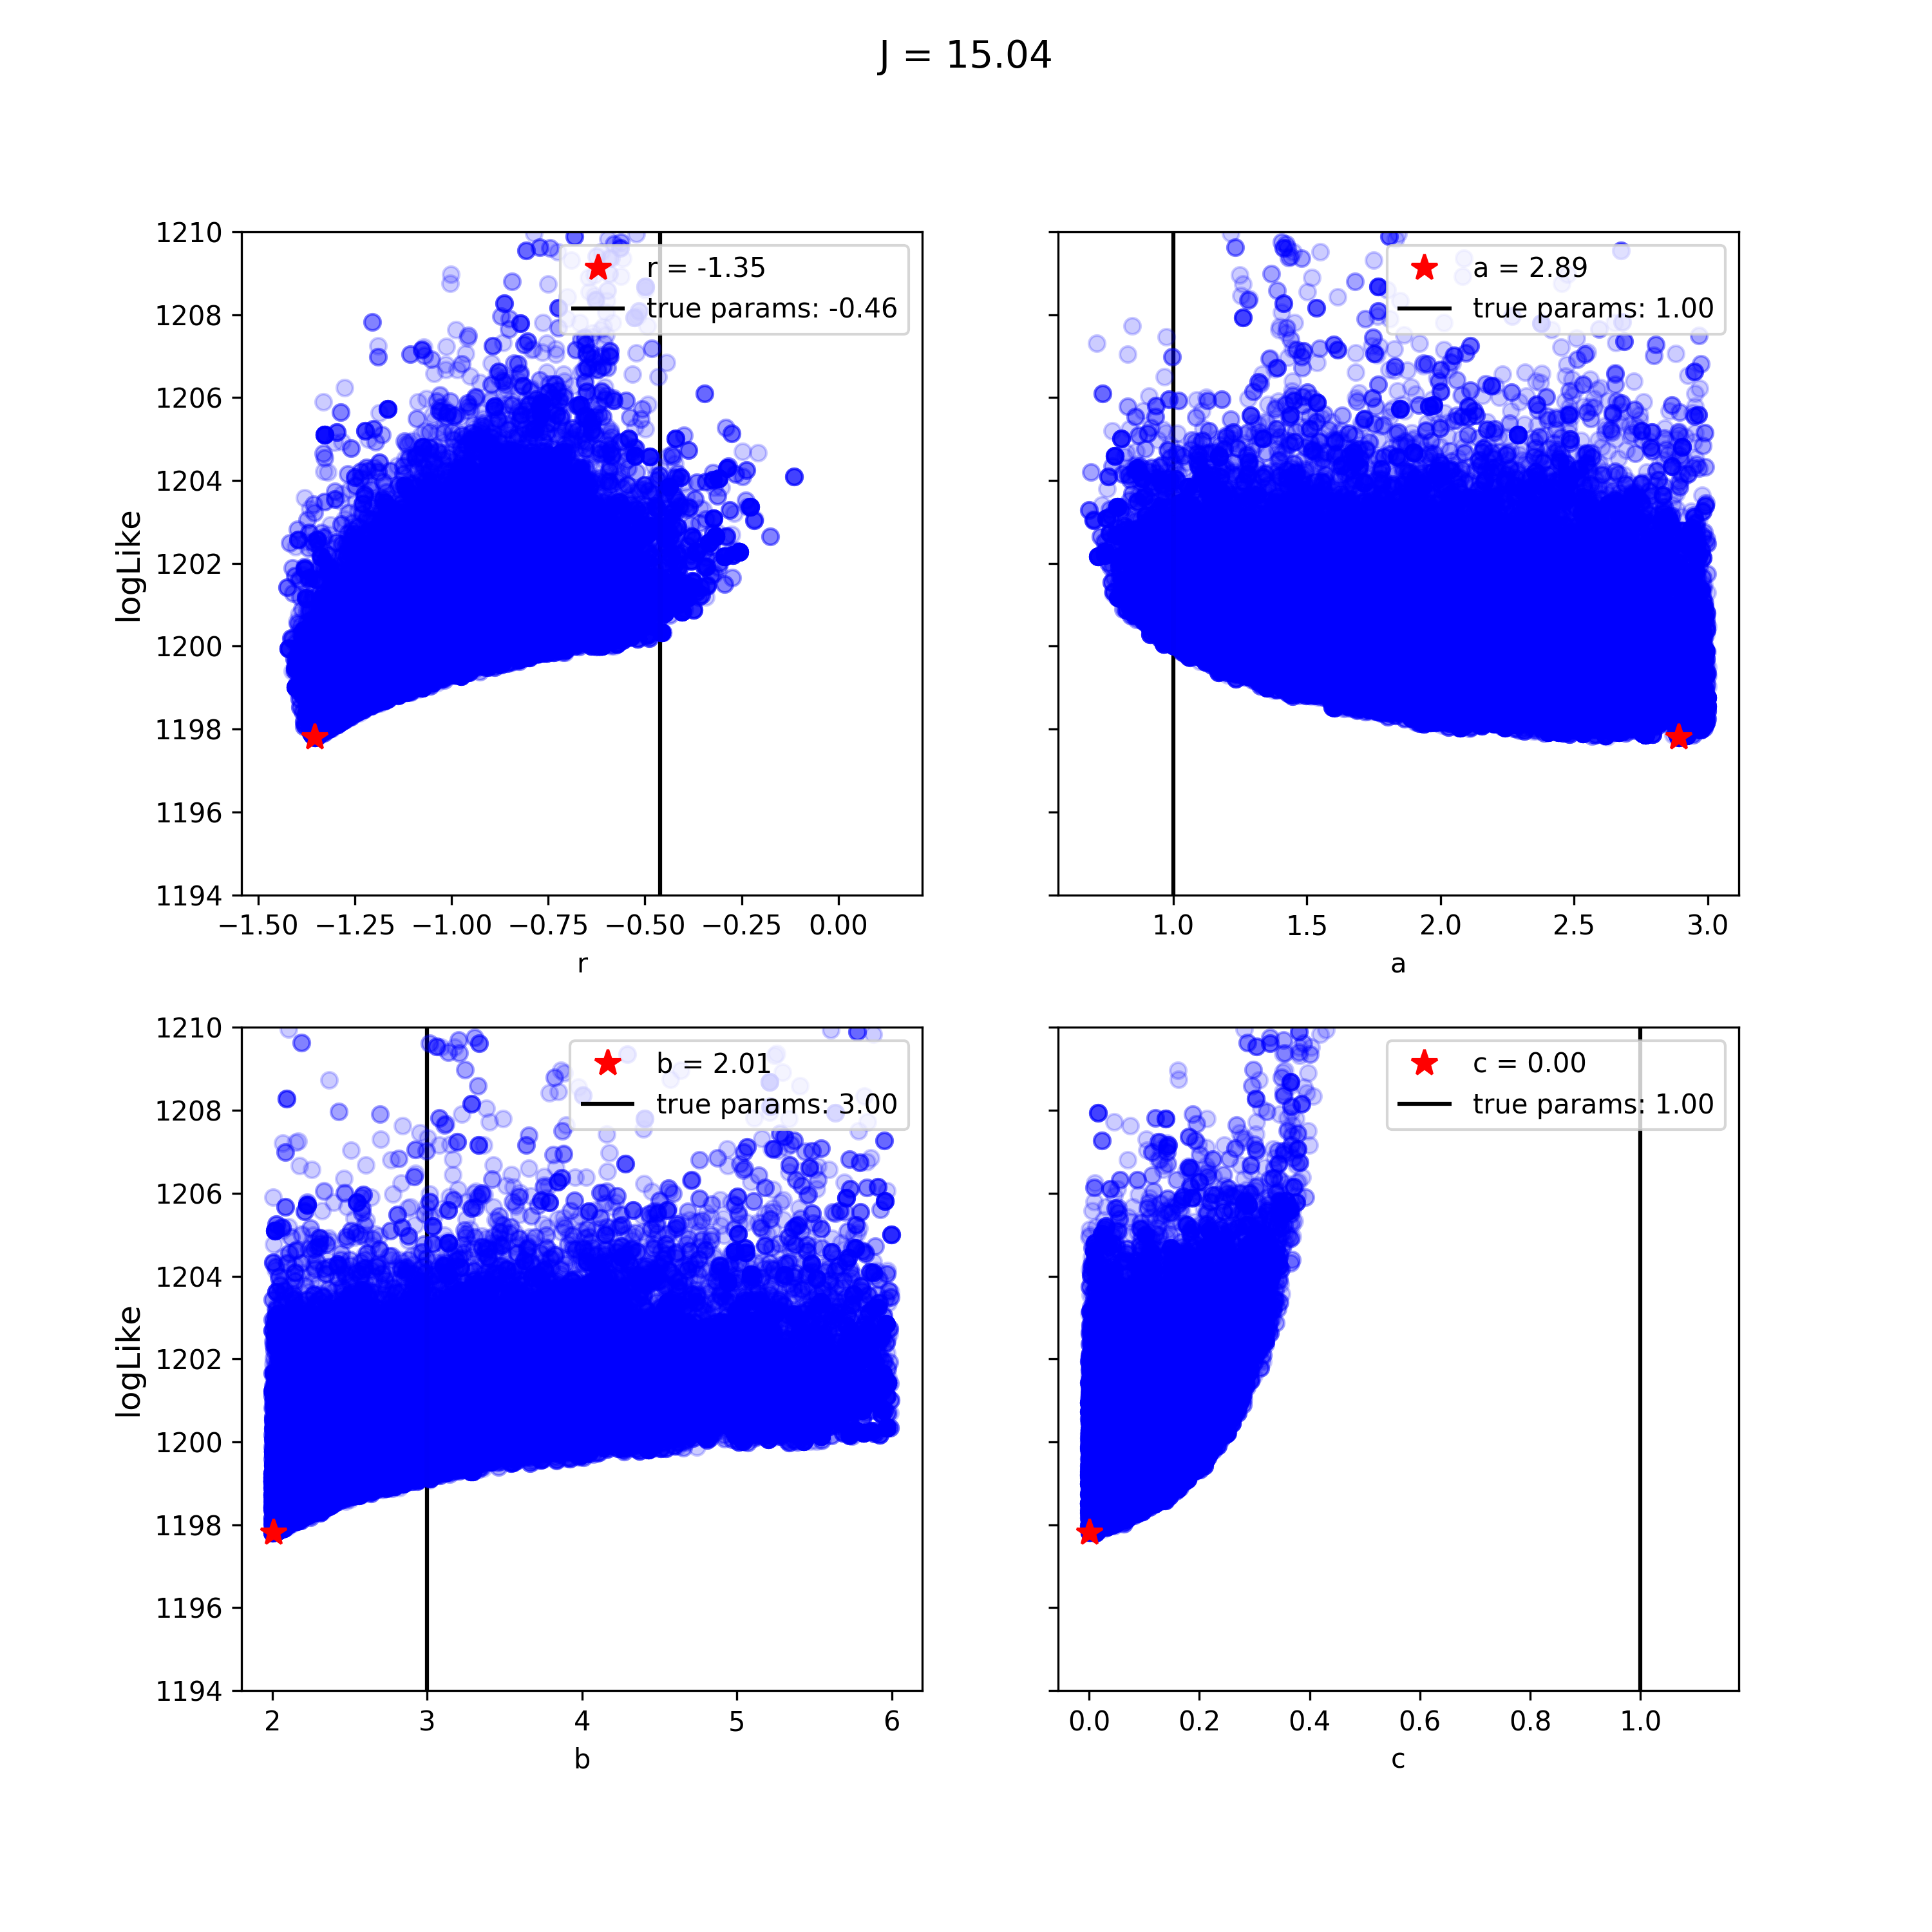 J = 15.04
1210
1208
1206
1204
1202
1200
1198
1196
1194
logLike
r = -1.35
true params: -0.46
−1.50 −1.25 −1.00 −0.75 −0.50 −0.25 0.00
r
a = 2.89
true params: 1.00
1.0 1.5 2.0 2.5 3.0
a
1210
1208
1206
1204
1202
1200
1198
1196
1194
logLike
b = 2.01
true params: 3.00
2 3 4 5 6
b
c = 0.00
true params: 1.00
0.0 0.2 0.4 0.6 0.8 1.0
c